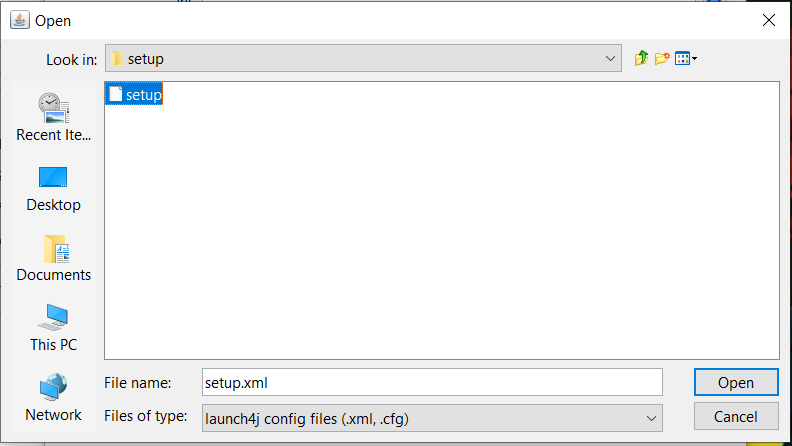 Open
Look in:
setup
setup
Recent Ite...
Desktop
Documents
This PC
Network
File name:
setup.xml
Open
Files of type:
launch4j config files (.xml, .cfg)
Cancel